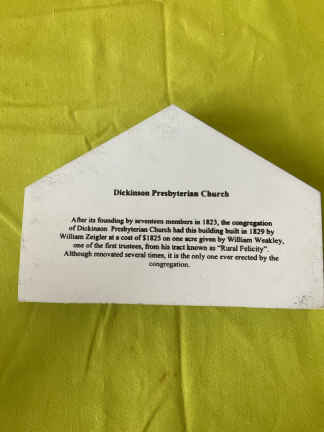 Dickinson Presbyterian Church
After its founding by seventeen members in 1823, the congregation
of Dickinson Presbyterian Church had this building built in 1829 by
William Zeigler at a cost of $1825 on one acre given by William Weakley,
one of the first trustees, from his tract known as "Rural Felicity".
Although renovated several times, it is the only one ever erected by the
congregation.